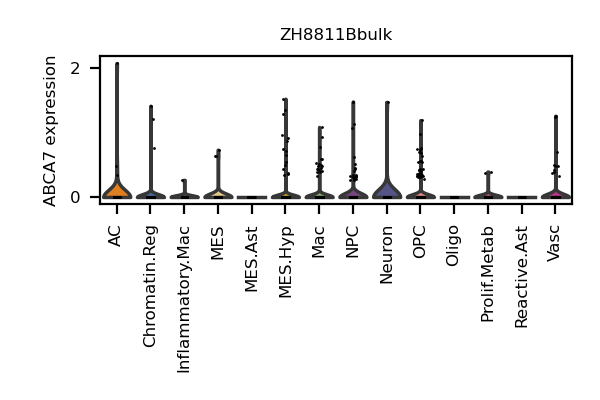 ZH8811Bbulk
ABCA7 expression
2
0
AC
Chromatin.Reg
Inflammatory.Mac
MES
MES.Ast
MES.Hyp
Mac
NPC
Neuron
OPC
Oligo
Prolif.Metab
Reactive.Ast
Vasc